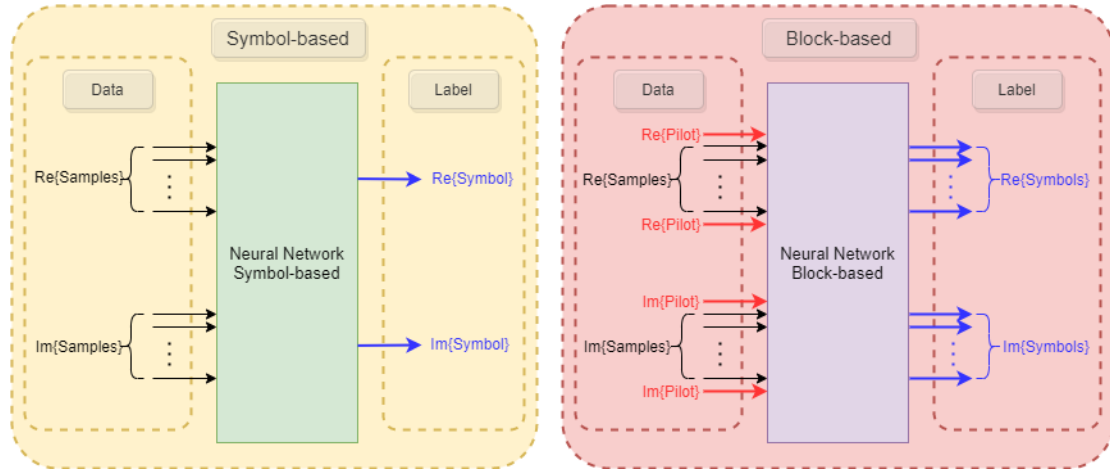 Symbol-based
Data
Label
Re{Samples}
Re{Symbol}
Neural Network
Symbol-based
Im{Samples}
Im{Symbol}
Block-based
Data
Label
Re{Pilot}
Re{Samples}
Re{Symbols}
Re{Pilot}
Neural Network
Block-based
Im{Pilot}
Im{Samples}
Im{Symbols}
Im{Pilot}